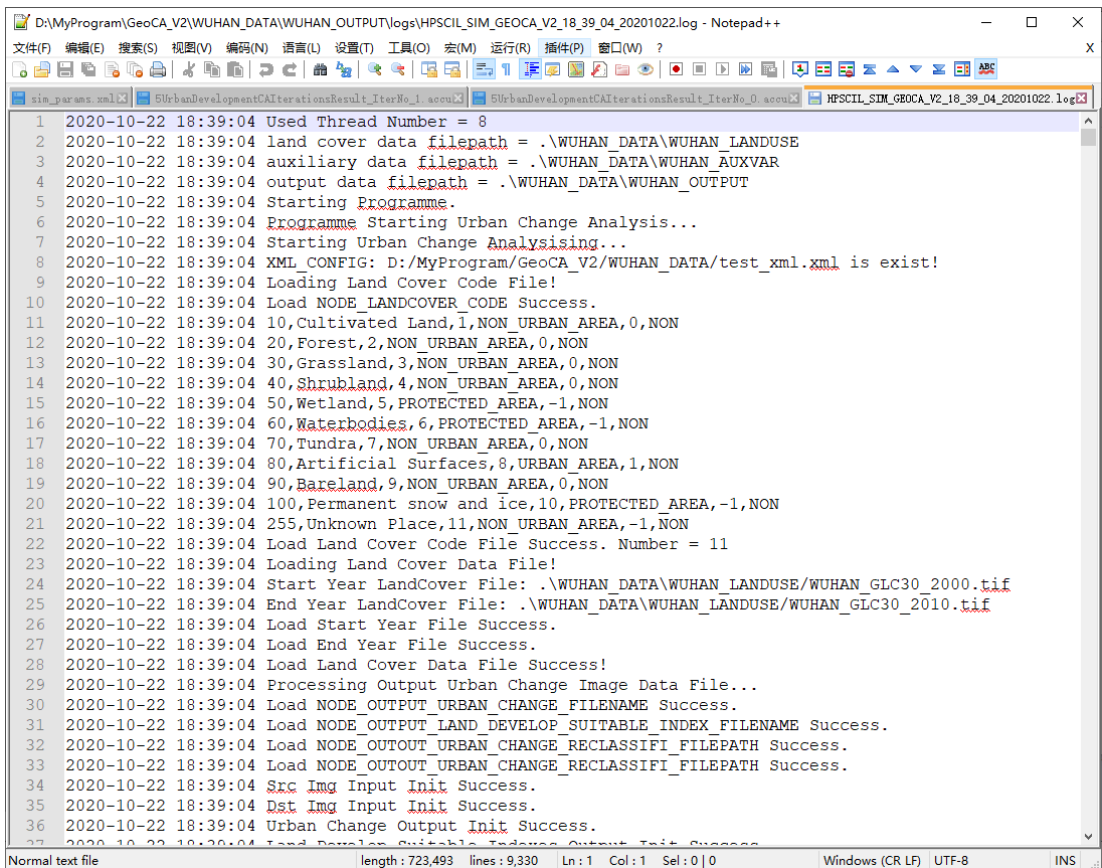 D:\MyProgram\GeoCA_V2\WUHAN_DATA\WUHAN_OUTPUT\logs\HPSCIL_SIM_GEOCA_V2_18_39_04_20201022.log - Notepad++
文件(F) 编辑(E) 搜索(S) 视图(V) 编码(N) 语言(L) 设置(T) 工具(O) 宏(M) 运行(R) 插件(P) 窗口(W) ? X
sim_params.xml 5UrbanDevelopmentCAIterationsResult_IterNo_1.accu 5UrbanDevelopmentCAIterationsResult_IterNo_0.accu HPSCIL_SIM_GEOCA_V2_18_39_04_20201022.log
1 2020-10-22 18:39:04 Used Thread Number = 8
2 2020-10-22 18:39:04 land cover data filepath = .\WUHAN_DATA\WUHAN_LANDUSE
3 2020-10-22 18:39:04 auxiliary data filepath = .\WUHAN_DATA\WUHAN_AUXVAR
4 2020-10-22 18:39:04 output data filepath = .\WUHAN_DATA\WUHAN_OUTPUT
5 2020-10-22 18:39:04 Starting Programme.
6 2020-10-22 18:39:04 Programme Starting Urban Change Analysis...
7 2020-10-22 18:39:04 Starting Urban Change Analysising...
8 2020-10-22 18:39:04 XML_CONFIG: D:/MyProgram/GeoCA_V2/WUHAN_DATA/test_xml.xml is exist!
9 2020-10-22 18:39:04 Loading Land Cover Code File!
10 2020-10-22 18:39:04 Load NODE_LANDCOVER_CODE Success.
11 2020-10-22 18:39:04 10,Cultivated Land,1,NON_URBAN_AREA,0,NON
12 2020-10-22 18:39:04 20,Forest,2,NON_URBAN_AREA,0,NON
13 2020-10-22 18:39:04 30,Grassland,3,NON_URBAN_AREA,0,NON
14 2020-10-22 18:39:04 40,Shrubland,4,NON_URBAN_AREA,0,NON
15 2020-10-22 18:39:04 50,Wetland,5,PROTECTED_AREA,-1,NON
16 2020-10-22 18:39:04 60,Waterbodies,6,PROTECTED_AREA,-1,NON
17 2020-10-22 18:39:04 70,Tundra,7,NON_URBAN_AREA,0,NON
18 2020-10-22 18:39:04 80,Artificial Surfaces,8,URBAN_AREA,1,NON
19 2020-10-22 18:39:04 90,Bareland,9,NON_URBAN_AREA,0,NON
20 2020-10-22 18:39:04 100,Permanent snow and ice,10,PROTECTED_AREA,-1,NON
21 2020-10-22 18:39:04 255,Unknown Place,11,NON_URBAN_AREA,-1,NON
22 2020-10-22 18:39:04 Load Land Cover Code File Success. Number = 11
23 2020-10-22 18:39:04 Loading Land Cover Data File!
24 2020-10-22 18:39:04 Start Year LandCover File: .\WUHAN_DATA\WUHAN_LANDUSE/WUHAN_GLC30_2000.tif
25 2020-10-22 18:39:04 End Year LandCover File: .\WUHAN_DATA\WUHAN_LANDUSE/WUHAN_GLC30_2010.tif
26 2020-10-22 18:39:04 Load Start Year File Success.
27 2020-10-22 18:39:04 Load End Year File Success.
28 2020-10-22 18:39:04 Load Land Cover Data File Success!
29 2020-10-22 18:39:04 Processing Output Urban Change Image Data File...
30 2020-10-22 18:39:04 Load NODE_OUTPUT_URBAN_CHANGE_FILENAME Success.
31 2020-10-22 18:39:04 Load NODE_OUTPUT_LAND_DEVELOP_SUITABLE_INDEX_FILENAME Success.
32 2020-10-22 18:39:04 Load NODE_OUTOUT_URBAN_CHANGE_RECLASSIFI_FILEPATH Success.
33 2020-10-22 18:39:04 Load NODE_OUTOUT_URBAN_CHANGE_RECLASSIFI_FILEPATH Success.
34 2020-10-22 18:39:04 Src Img Input Init Success.
35 2020-10-22 18:39:04 Dst Img Input Init Success.
36 2020-10-22 18:39:04 Urban Change Output Init Success.
37 2020-10-22 18:39:04 Land Develop Suitable Indexes Output Init Success
Normal text file length : 723,493 lines : 9,330 Ln : 1 Col : 1 Sel : 0 | 0 Windows (CR LF) UTF-8 INS